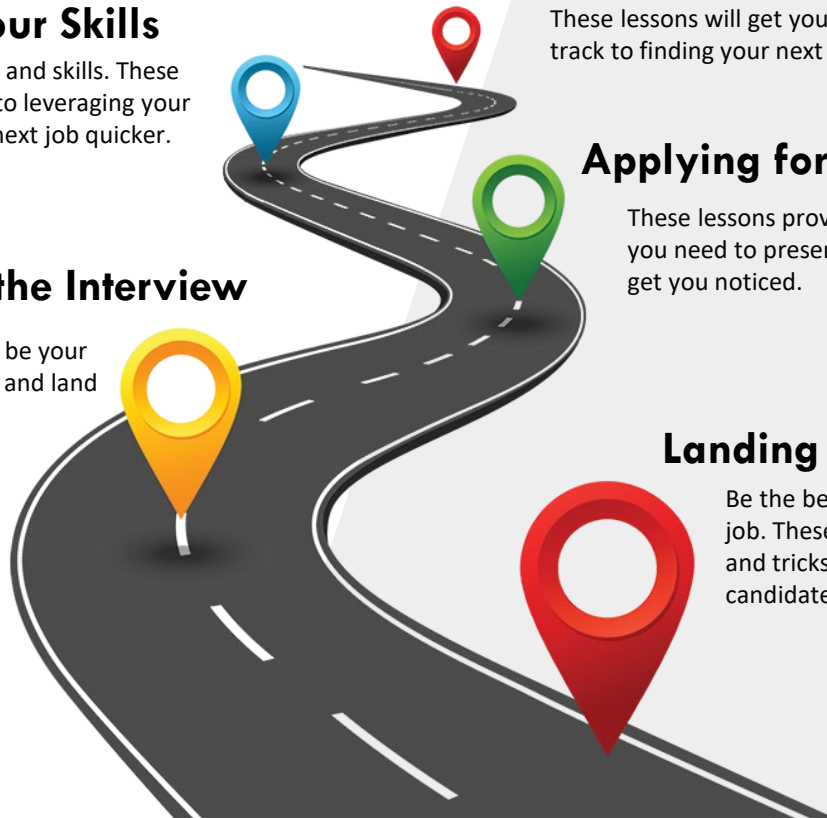 our Skills
and skills. These
to leveraging your
next job quicker.
These lessons will get you
track to finding your next
Applying for
These lessons prov
you need to presen
get you noticed.
the Interview
be your
and land
Landing
Be the be
job. These
and tricks
candidate